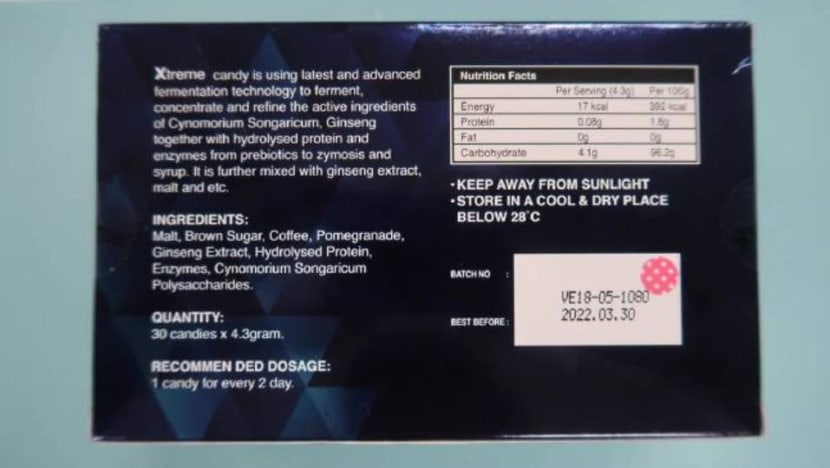 Xtreme candy is using latest and advanced
fermentation technology to ferment,
concentrate and refine the active ingredients
of Cynomorium Songaricum, Ginseng
together with hydrolysed protein and
enzymes from prebiotics to zymosis and
syrup. It is further mixed with ginseng extract,
malt and etc.
INGREDIENTS:
Malt, Brown Sugar, Coffee, Pomegranade,
Ginseng Extract, Hydrolysed Protein,
Enzymes, Cynomorium Songaricum
Polysaccharides.
QUANTITY:
30 candies x 4.3gram.
RECOMMEN DED DOSAGE:
1 candy for every 2 day.
Nutrition Facts
Per Serving (4.3g) Per 100g
Energy 17 kcal 392 kcal
Protein 0.08g 1.8g
Fat 0g 0g
Carbohydrate 4.1g 96.2g
• KEEP AWAY FROM SUNLIGHT
• STORE IN A COOL & DRY PLACE
BELOW 28°C
BATCH NO : VE18-05-1080
BEST BEFORE : 2022.03.30